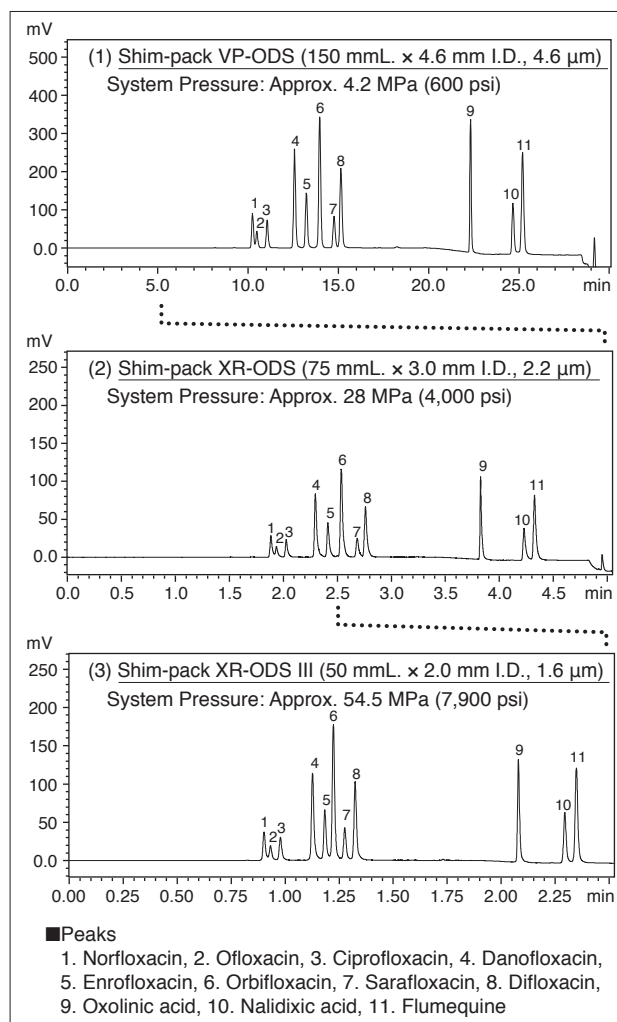 mV
(1) Shim-pack VP-ODS (150 mmL. × 4.6 mm I.D., 4.6 μm)
System Pressure: Approx. 4.2 MPa (600 psi)
500
400
300
200
100
0.0
1 2 3 4 5 6 7 8 9 10 11
0.0 5.0 10.0 15.0 20.0 25.0 min
mV
(2) Shim-pack XR-ODS (75 mmL. × 3.0 mm I.D., 2.2 μm)
System Pressure: Approx. 28 MPa (4,000 psi)
250
200
150
100
50
0.0
1 2 3 4 5 6 7 8 9 10 11
0.0 0.5 1.0 1.5 2.0 2.5 3.0 3.5 4.0 4.5 min
mV
(3) Shim-pack XR-ODS III (50 mmL. × 2.0 mm I.D., 1.6 μm)
System Pressure: Approx. 54.5 MPa (7,900 psi)
250
200
150
100
50
0.0
1 2 3 4 5 6 7 8 9 10 11
0.00 0.25 0.50 0.75 1.00 1.25 1.50 1.75 2.00 2.25 min
■Peaks
1. Norfloxacin, 2. Ofloxacin, 3. Ciprofloxacin, 4. Danofloxacin,
5. Enrofloxacin, 6. Orbifloxacin, 7. Sarafloxacin, 8. Difloxacin,
9. Oxolinic acid, 10. Nalidixic acid, 11. Flumequine